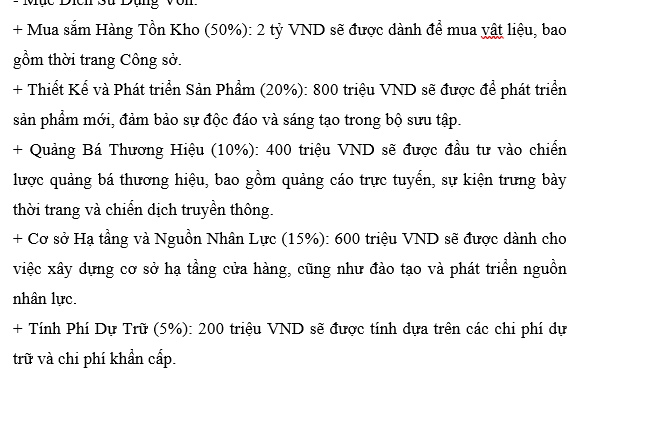 - Mục Đích Sử Dụng Vốn:
+ Mua sắm Hàng Tồn Kho (50%): 2 tỷ VND sẽ được dành để mua vât liệu, bao
gồm thời trang Công sở.
+ Thiết Kế và Phát triển Sản Phẩm (20%): 800 triệu VND sẽ được để phát triển
sản phẩm mới, đảm bảo sự độc đáo và sáng tạo trong bộ sưu tập.
+ Quảng Bá Thương Hiệu (10%): 400 triệu VND sẽ được đầu tư vào chiến
lược quảng bá thương hiệu, bao gồm quảng cáo trực tuyến, sự kiện trưng bày
thời trang và chiến dịch truyền thông.
+ Cơ sở Hạ tầng và Nguồn Nhân Lực (15%): 600 triệu VND sẽ được dành cho
việc xây dựng cơ sở hạ tầng cửa hàng, cũng như đào tạo và phát triển nguồn
nhân lực.
+ Tính Phí Dự Trữ (5%): 200 triệu VND sẽ được tính dựa trên các chi phí dự
trữ và chi phí khẩn cấp.